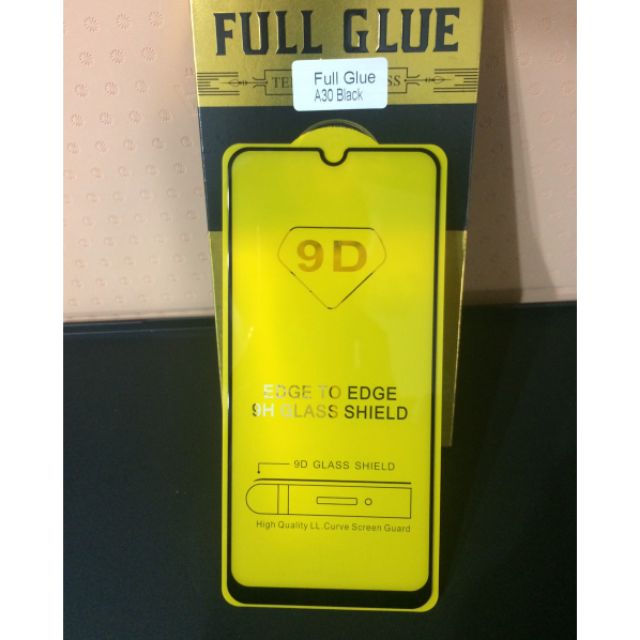 FULL GLUE
Full Glue
A30 Black
9D
EDGE TO EDGE
9H GLASS SHIELD
9D GLASS SHIELD
High Quality LL.Curve Screen Guard